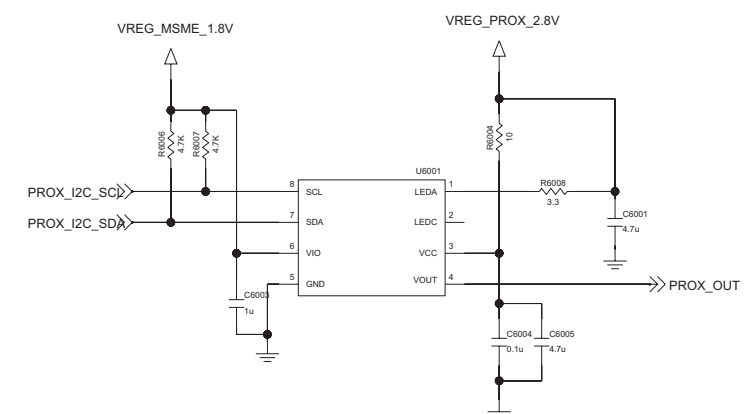 VREG_MSME_1.8V
VREG_PROX_2.8V
R6006
4.7K
R6007
4.7K
R6004
10
U6001
PROX_I2C_SCL
8
SCL
LEDA
1
R6008
3.3
PROX_I2C_SDA
7
SDA
LEDC
2
C6001
4.7u
6
VIO
VCC
3
5
GND
VOUT
4
PROX_OUT
C6003
1u
C6004
0.1u
C6005
4.7u